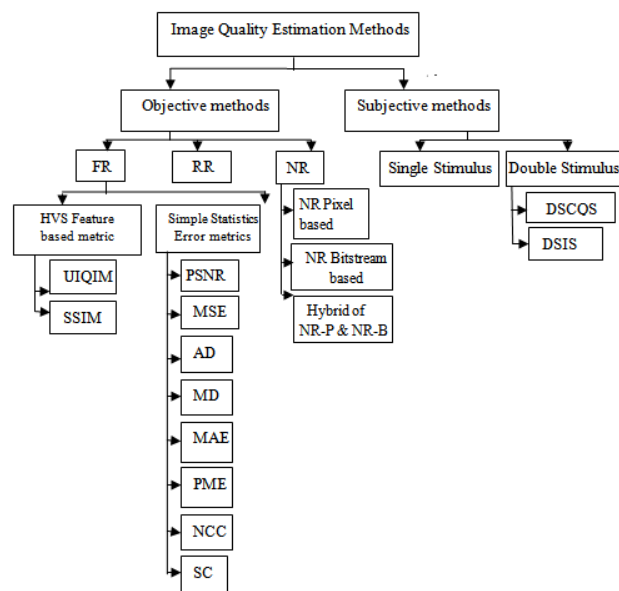 Image Quality Estimation Methods
Objective methods
Subjective methods
FR
RR
NR
Single Stimulus
Double Stimulus
HVS Feature
based metric
Simple Statistics
Error metrics
NR Pixel
based
DSCQS
DSIS
UIQIM
SSIM
PSNR
MSE
AD
MD
MAE
PME
NCC
SC
NR Bitstream
based
Hybrid of
NR-P & NR-B